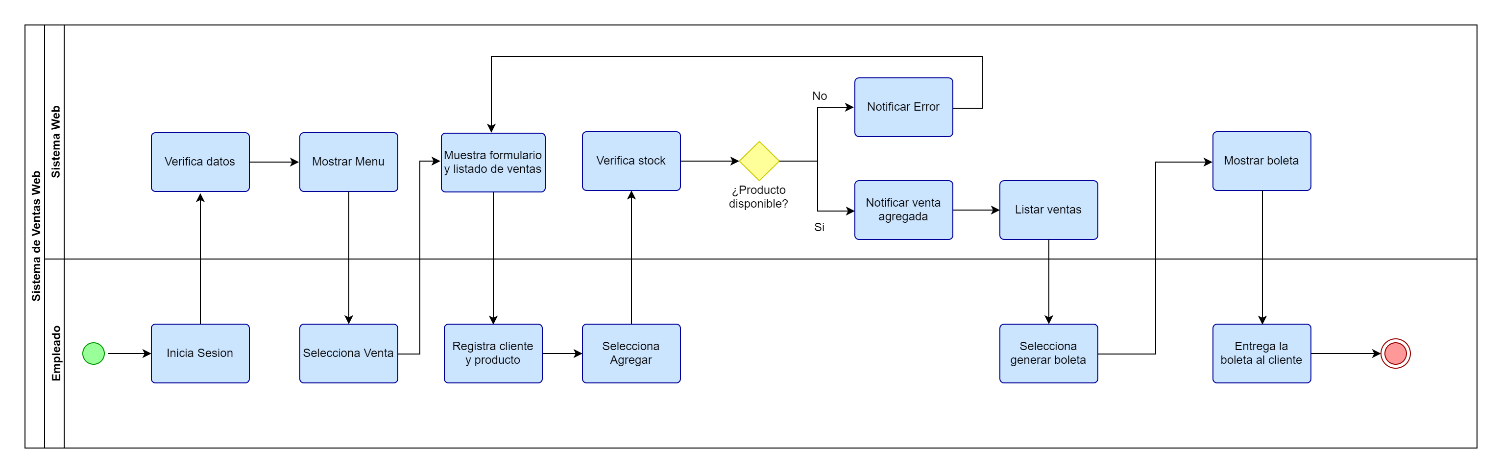 Sistema de Ventas Web
Sistema Web
Empleado
Inicia Sesion
Verifica datos
Mostrar Menu
Selecciona Venta
Muestra formulario
y listado de ventas
Registra cliente
y producto
Selecciona
Agregar
Verifica stock
¿Producto
disponible?
No
Notificar Error
Si
Notificar venta
agregada
Listar ventas
Selecciona
generar boleta
Mostrar boleta
Entrega la
boleta al cliente